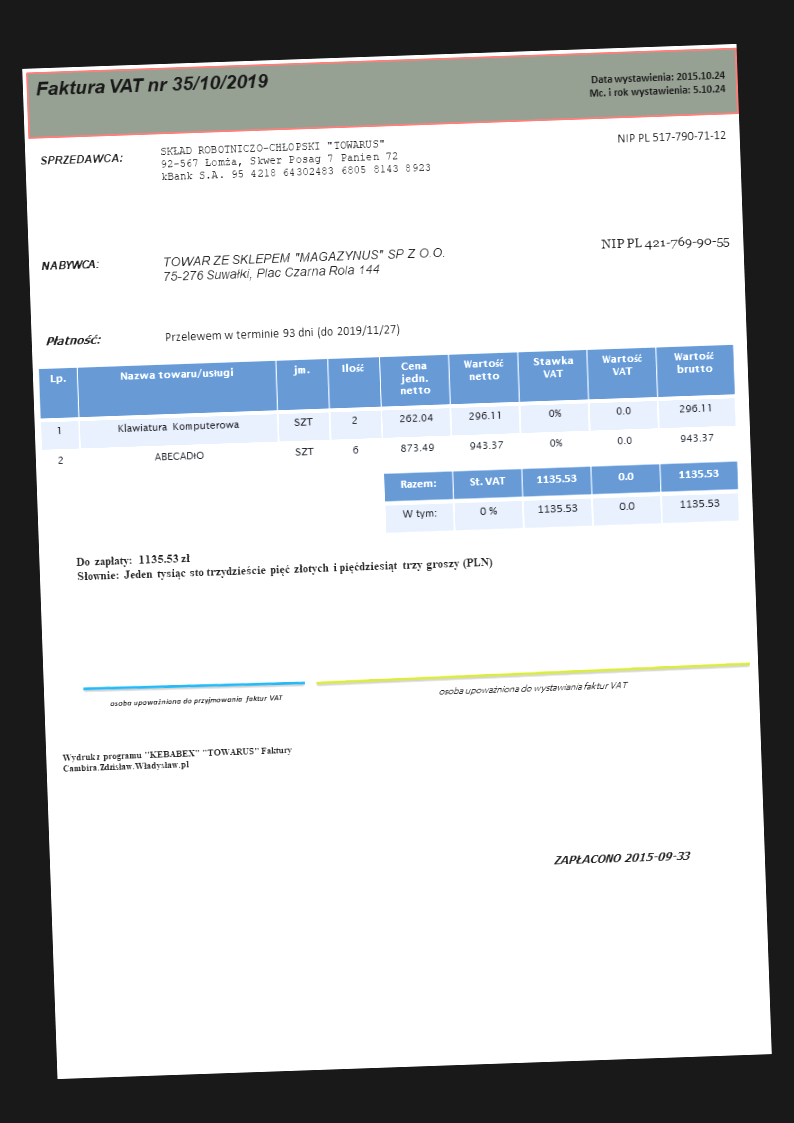 Faktura VAT nr 35/10/2019
Data wystawienia: 2015.10.24
Mc. i rok wystawienia: 5.10.24
SPRZEDAWCA:
SKŁAD ROBOTNICZO-CHŁOPSKI "TOWARUS"
92-567 Lomża, Skwer Posag 7 Panien 72
kBank S.A. 95 4218 64302483 6805 8143 8923
NIP PL 517-790-71-12
NABYWCA:
TOWAR ZE SKLEPEM "MAGAZYNUS" SP Z O.O.
75-276 Suwałki, Plac Czarna Rola 144
NIP PL 421-769-90-55
Płatność:
Przelewem w terminie 93 dni (do 2019/11/27)
Lp. Nazwa towaru/usługi jm. Ilość Cena jedn. netto Wartość netto Stawka VAT Wartość VAT Wartość brutto
1 Klawiatura Komputerowa SZT 2 262.04 296.11 0% 0.0 296.11
2 ABECADłO SZT 6 873.49 943.37 0% 0.0 943.37
Razem: St. VAT 1135.53 0.0 1135.53
W tym: 0 % 1135.53 0.0 1135.53
Do zapłaty: 1135.53 zł
Słownie: Jeden tysiąc sto trzydzieście pięć złotych i pięćdziesiąt trzy groszy (PLN)
osoba upoważniona do przyjmowania faktur VAT
osoba upoważniona do wystawiania faktur VAT
Wydruk z programu "KEBABEX" "TOWARUS" Faktury
Cambira.Zdzisław.Władysław.pl
ZAPŁACONO 2015-09-33